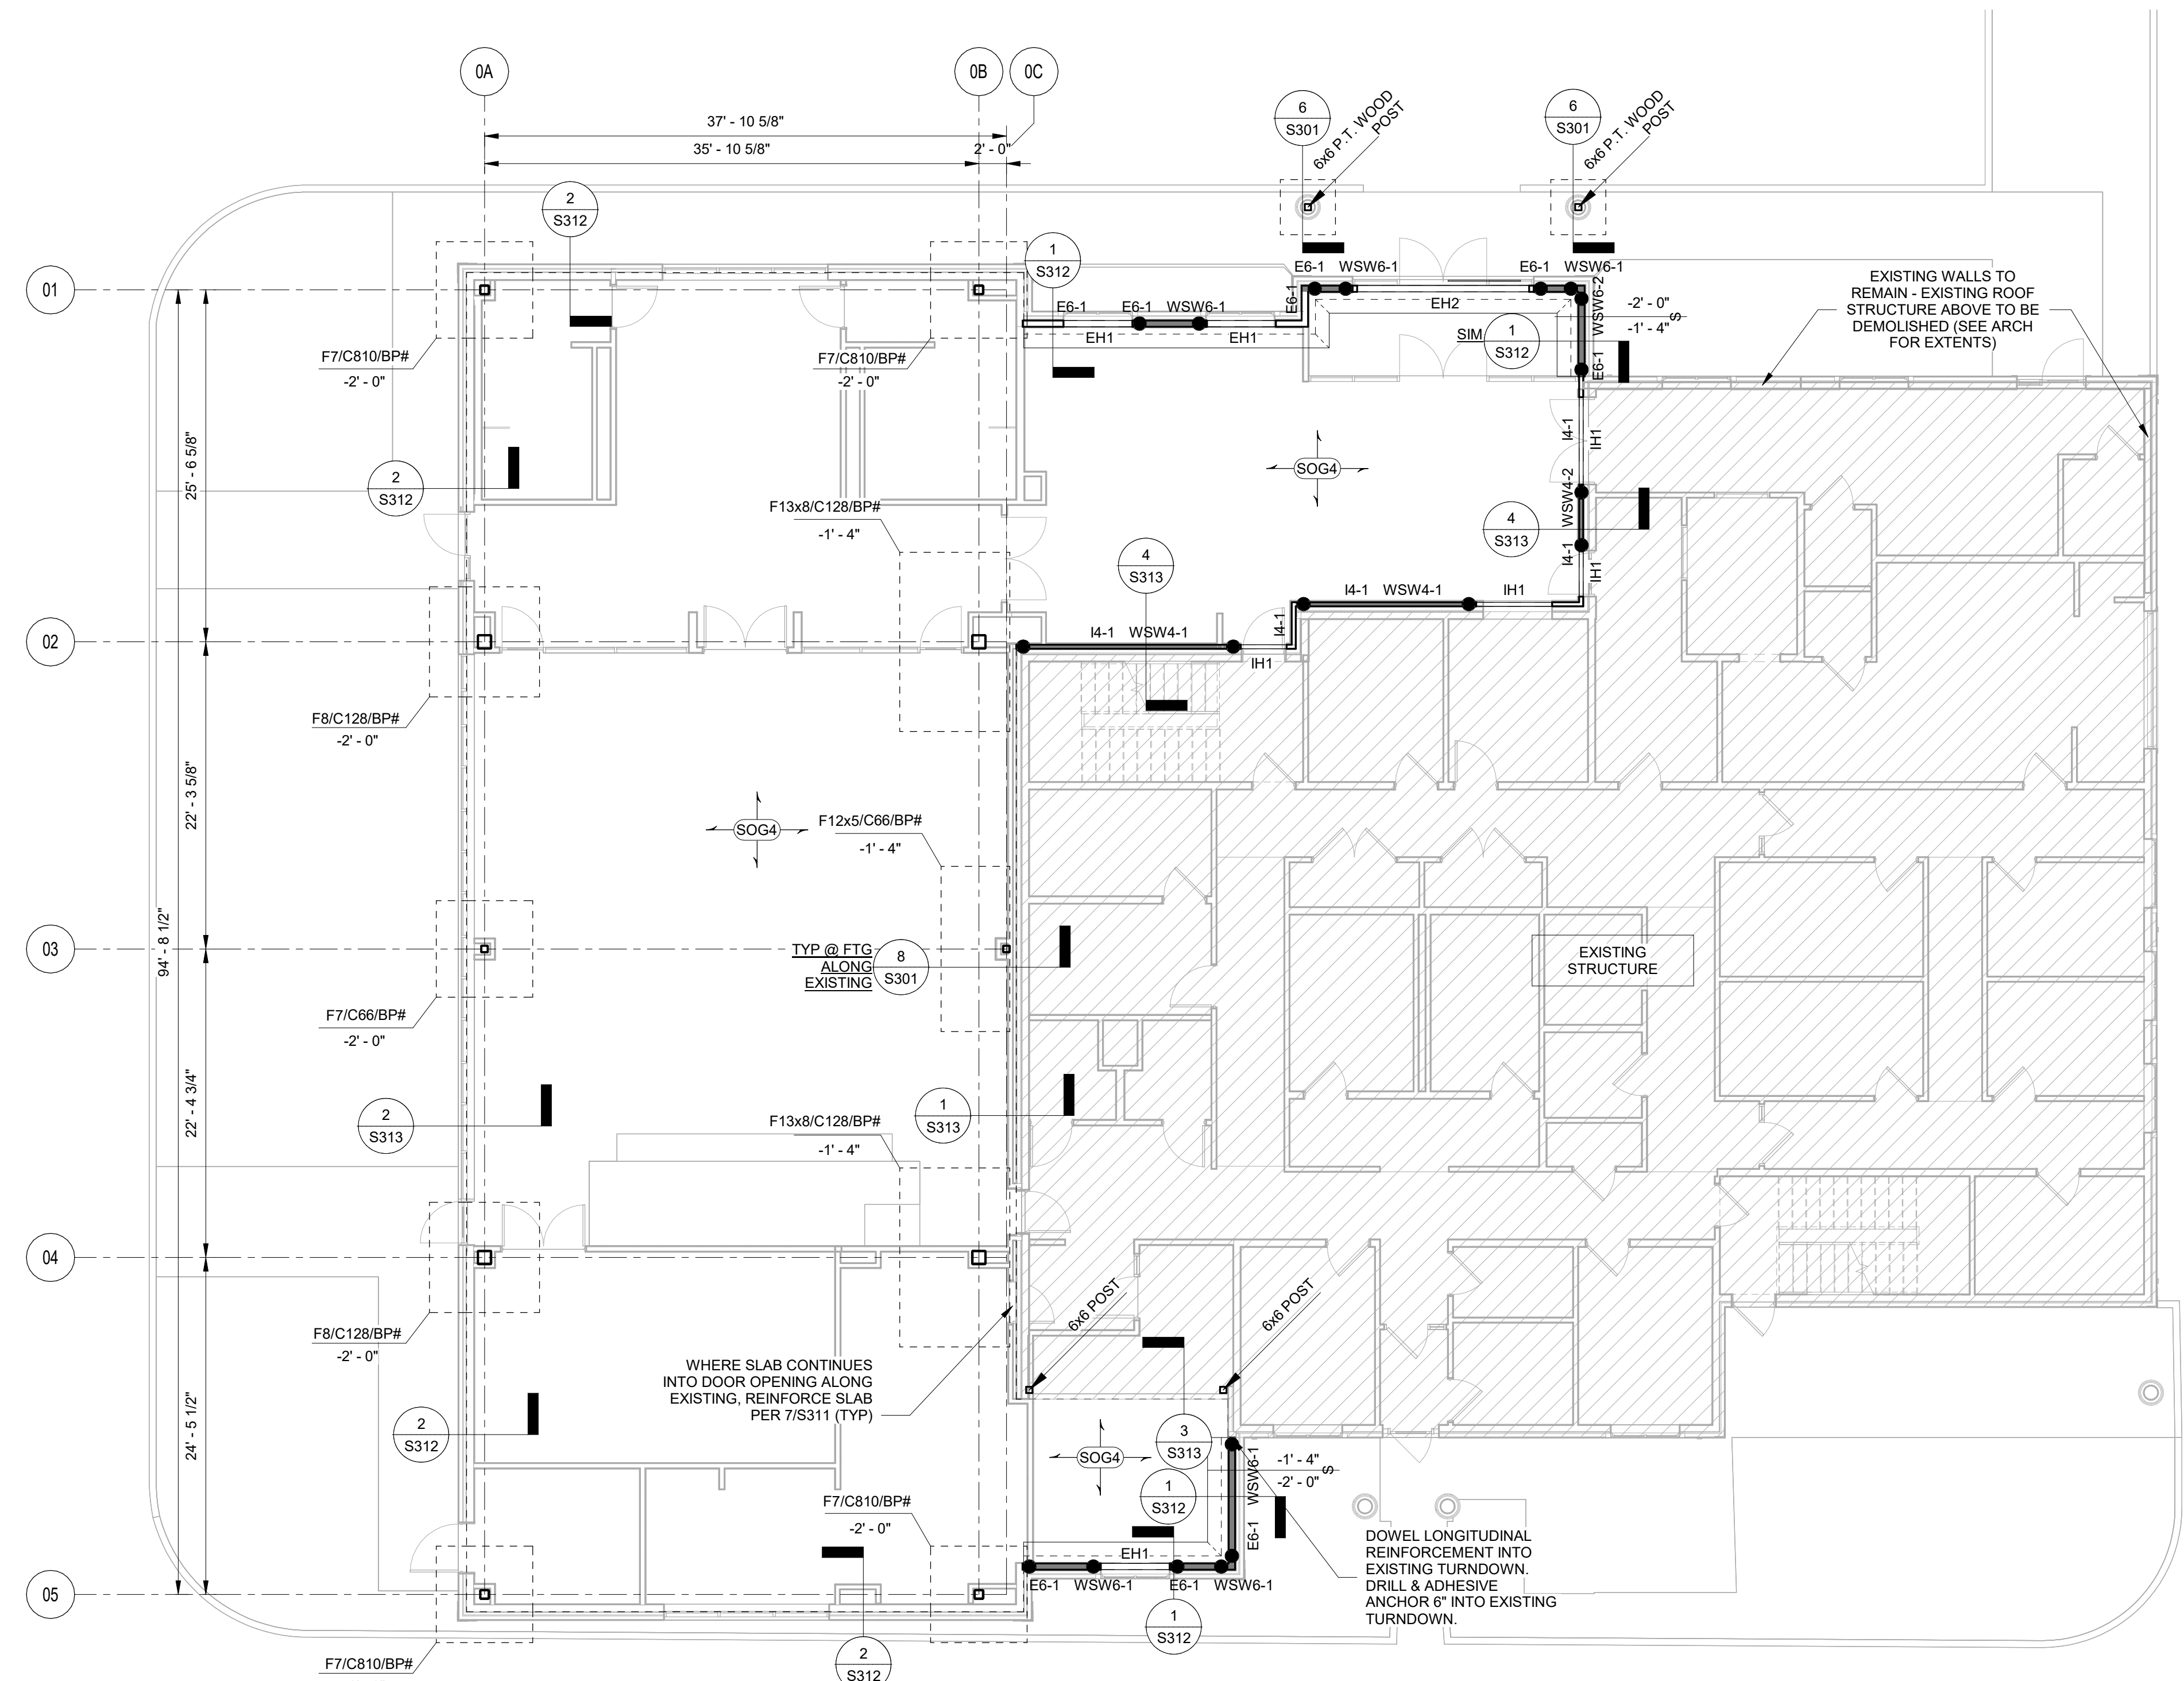 0A
0B
0C
37' - 10 5/8"
35' - 10 5/8"
2' - 0"
6
S301
6x6 P.T. WOOD
POST
6
S301
6x6 P.T. WOOD
POST
2
S312
1
S312
01
E6-1
WSW6-1
E6-1
WSW6-1
E6-1
E6-1
E6-1
WSW6-1
EH1
EH1
EH2
WSW6-2
E6-1
-2' - 0"
S
-1' - 4"
SIM
1
S312
EXISTING WALLS TO
REMAIN - EXISTING ROOF
STRUCTURE ABOVE TO BE
DEMOLISHED (SEE ARCH
FOR EXTENTS)
F7/C810/BP#
-2' - 0"
F7/C810/BP#
-2' - 0"
25' - 6 5/8"
2
S312
SOG4
I4-1
IH1
WSW4-2
I4-1
IH1
F13x8/C128/BP#
-1' - 4"
4
S313
4
S313
I4-1
WSW4-1
IH1
I4-1
02
I4-1
WSW4-1
IH1
F8/C128/BP#
-2' - 0"
22' - 3 5/8"
SOG4
F12x5/C66/BP#
-1' - 4"
94' - 8 1/2"
03
TYP @ FTG
ALONG
EXISTING
8
S301
EXISTING
STRUCTURE
F7/C66/BP#
-2' - 0"
22' - 4 3/4"
2
S313
F13x8/C128/BP#
-1' - 4"
1
S313
04
6x6 POST
6x6 POST
F8/C128/BP#
-2' - 0"
WHERE SLAB CONTINUES
INTO DOOR OPENING ALONG
EXISTING, REINFORCE SLAB
PER 7/S311 (TYP)
24' - 5 1/2"
2
S312
SOG4
3
S313
WSW6-1
E6-1
-1' - 4"
S
-2' - 0"
1
S312
F7/C810/BP#
-2' - 0"
EH1
E6-1
WSW6-1
E6-1
WSW6-1
DOWEL LONGITUDINAL
REINFORCEMENT INTO
EXISTING TURNDOWN.
DRILL & ADHESIVE
ANCHOR 6" INTO EXISTING
TURNDOWN.
05
1
S312
2
S312
F7/C810/BP#